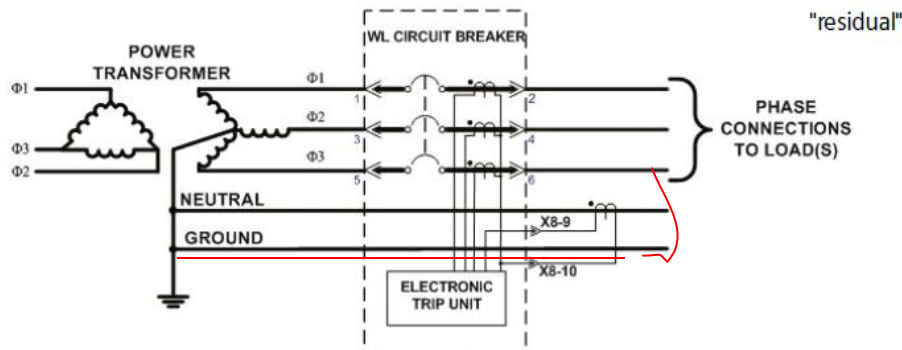 "residual"
WL CIRCUIT BREAKER
POWER
TRANSFORMER
Φ1
Φ1
1
2
Φ2
3
4
PHASE
CONNECTIONS
TO LOAD(S)
Φ3
Φ2
Φ3
5
6
NEUTRAL
X8-9
GROUND
X8-10
ELECTRONIC
TRIP UNIT